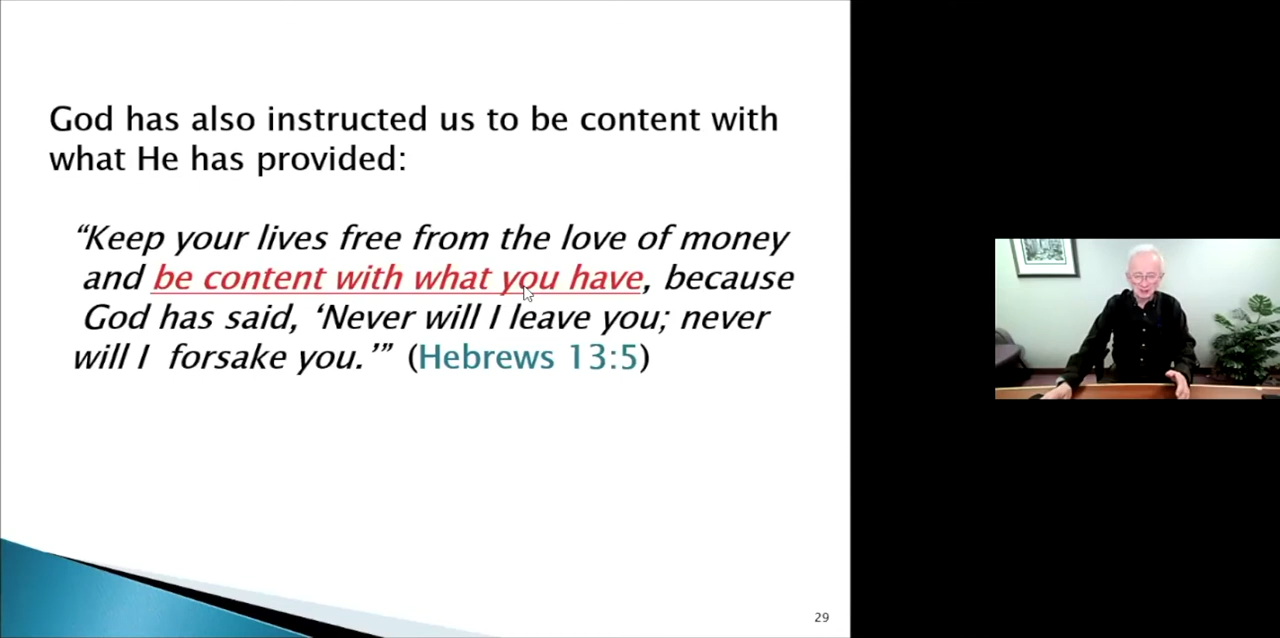 God has also instructed us to be content with
what He has provided:
“Keep your lives free from the love of money
and be content with what you have, because
God has said, ‘Never will I leave you; never
will I forsake you.’” (Hebrews 13:5)
29